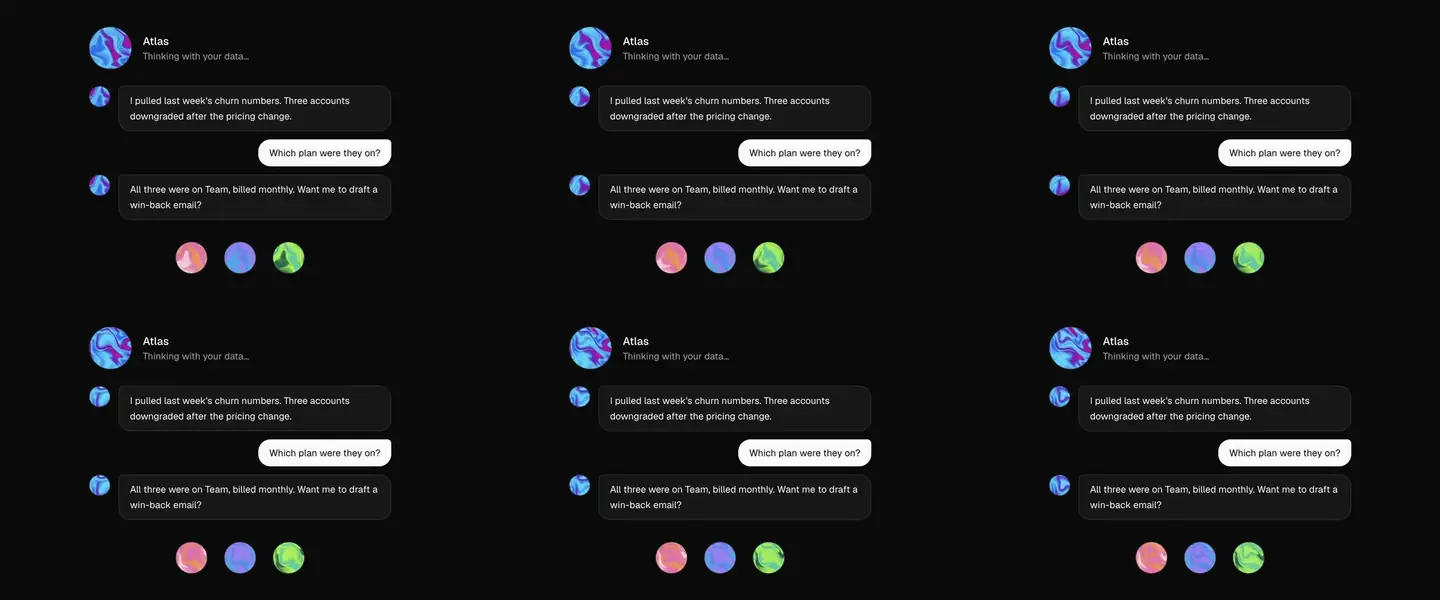 Atlas
Thinking with your data…
I pulled last week's churn numbers. Three accounts
downgraded after the pricing change.
Which plan were they on?
All three were on Team, billed monthly. Want me to draft a
win-back email?
Atlas
Thinking with your data…
I pulled last week's churn numbers. Three accounts
downgraded after the pricing change.
Which plan were they on?
All three were on Team, billed monthly. Want me to draft a
win-back email?
Atlas
Thinking with your data…
I pulled last week's churn numbers. Three accounts
downgraded after the pricing change.
Which plan were they on?
All three were on Team, billed monthly. Want me to draft a
win-back email?
Atlas
Thinking with your data…
I pulled last week's churn numbers. Three accounts
downgraded after the pricing change.
Which plan were they on?
All three were on Team, billed monthly. Want me to draft a
win-back email?
Atlas
Thinking with your data…
I pulled last week's churn numbers. Three accounts
downgraded after the pricing change.
Which plan were they on?
All three were on Team, billed monthly. Want me to draft a
win-back email?
Atlas
Thinking with your data…
I pulled last week's churn numbers. Three accounts
downgraded after the pricing change.
Which plan were they on?
All three were on Team, billed monthly. Want me to draft a
win-back email?